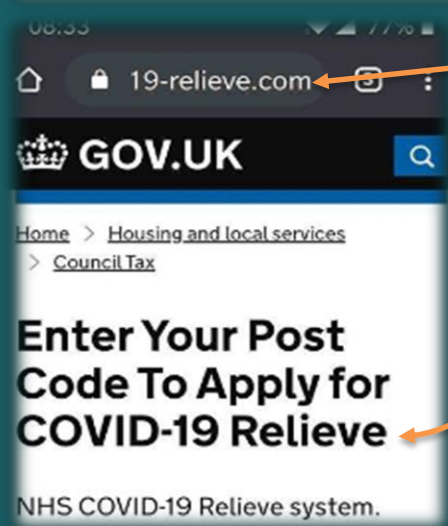 08:33 77%
19-relieve.com 3
GOV.UK
Home > Housing and local services
> Council Tax
Enter Your Post
Code To Apply for
COVID-19 Relieve
NHS COVID-19 Relieve system.